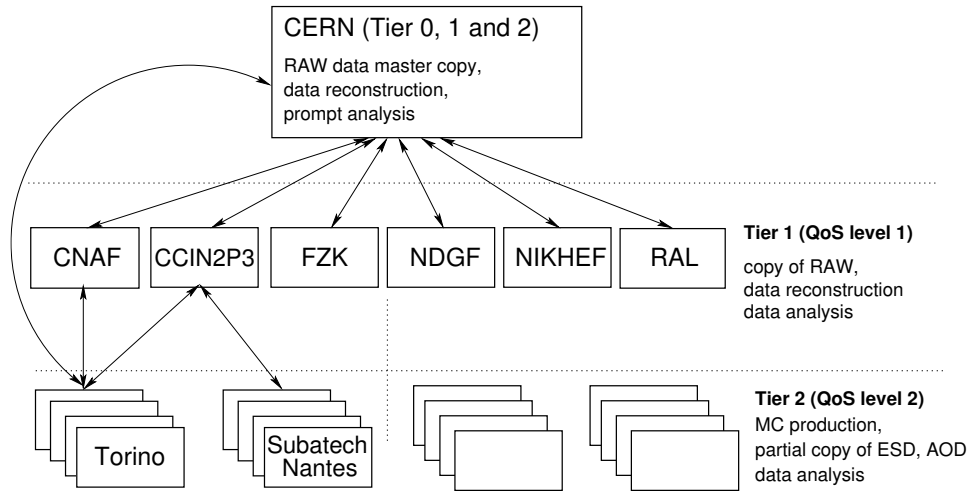 CERN (Tier 0, 1 and 2)
RAW data master copy,
data reconstruction,
prompt analysis
CNAF
CCIN2P3
FZK
NDGF
NIKHEF
RAL
Tier 1 (QoS level 1)
copy of RAW,
data reconstruction
data analysis
Torino
Subatech
Nantes
Tier 2 (QoS level 2)
MC production,
partial copy of ESD, AOD
data analysis